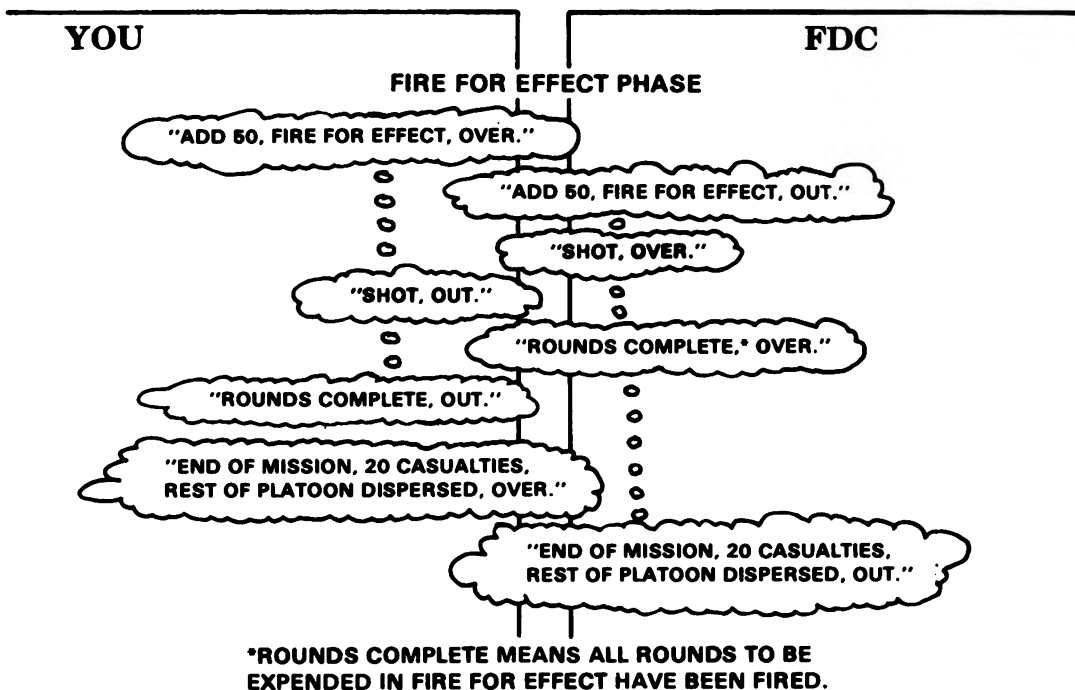 YOU
FDC
FIRE FOR EFFECT PHASE
"ADD 50, FIRE FOR EFFECT, OVER."
"ADD 50, FIRE FOR EFFECT, OUT."
"SHOT, OVER."
"SHOT, OUT."
"ROUNDS COMPLETE,* OVER."
"ROUNDS COMPLETE, OUT."
"END OF MISSION, 20 CASUALTIES,
REST OF PLATOON DISPERSED, OVER."
"END OF MISSION, 20 CASUALTIES,
REST OF PLATOON DISPERSED, OUT."
*ROUNDS COMPLETE MEANS ALL ROUNDS TO BE
EXPENDED IN FIRE FOR EFFECT HAVE BEEN FIRED.